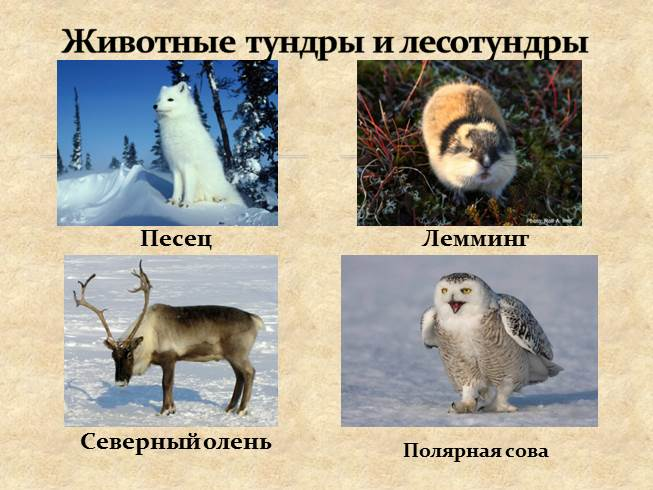 Животные тундры и лесотундры
Песец
Лемминг
Северный олень
Полярная сова